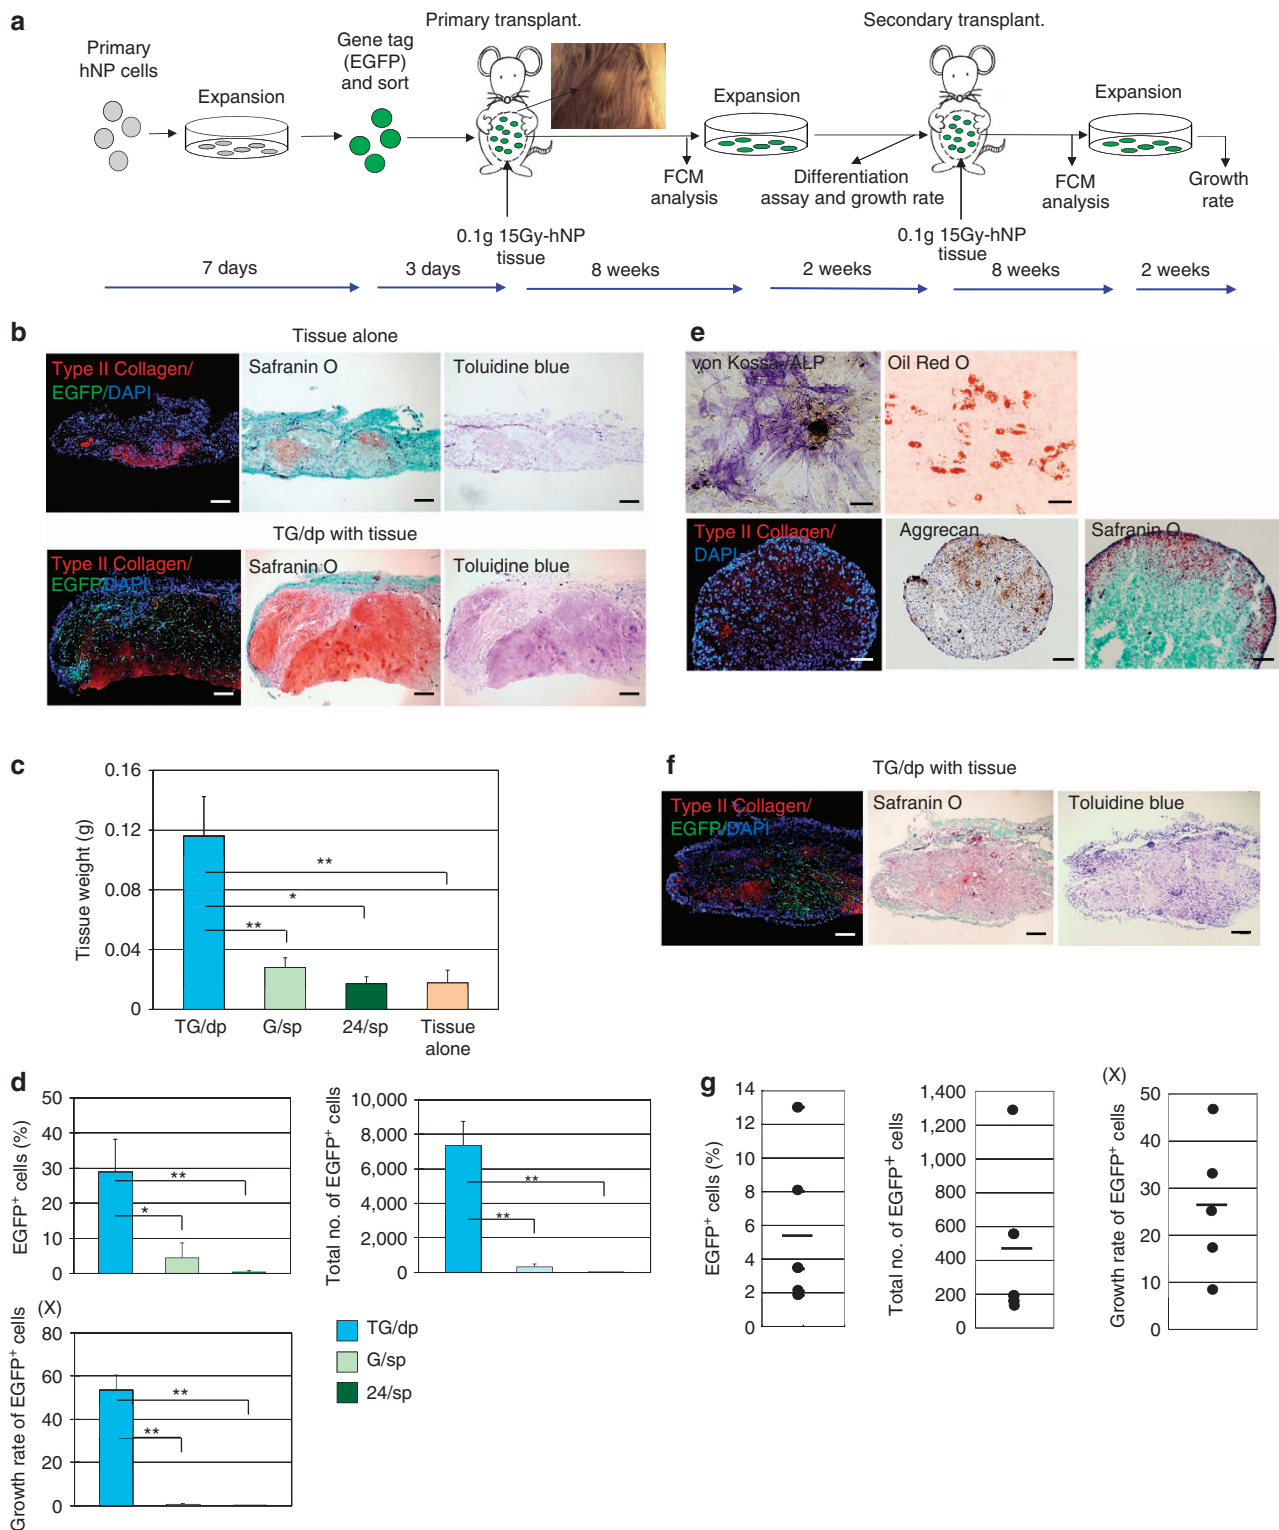 a
Primary transplant.
Secondary transplant.
Primary
hNP cells
Gene tag
(EGFP)
and sort
Expansion
Expansion
Expansion
FCM
analysis
Differentiation
assay and growth rate
FCM
analysis
Growth
rate
0.1g 15Gy-hNP
tissue
0.1g 15Gy-hNP
tissue
7 days
3 days
8 weeks
2 weeks
8 weeks
2 weeks
b
Tissue alone
Type II Collagen/
EGFP/DAPI
Safranin O
Toluidine blue
TG/dp with tissue
Type II Collagen/
EGFP/DAPI
Safranin O
Toluidine blue
e
von Kossa-/ALP
Oil Red O
Type II Collagen/
DAPI
Aggrecan
Safranin O
c
Tissue weight (g)
0.16
0.12
0.08
0.04
0
**
*
**
TG/dp
G/sp
24/sp
Tissue
alone
f
TG/dp with tissue
Type II Collagen/
EGFP/DAPI
Safranin O
Toluidine blue
d
EGFP+ cells (%)
50
40
30
20
10
0
**
*
Total no. of EGFP+ cells
10,000
8,000
6,000
4,000
2,000
0
**
**
(X)
Growth rate of EGFP+ cells
80
60
40
20
0
**
**
TG/dp
G/sp
24/sp
g
EGFP+ cells (%)
14
12
10
8
6
4
2
0
Total no. of EGFP+ cells
1,400
1,200
1,000
800
600
400
200
0
(X)
Growth rate of EGFP+ cells
50
40
30
20
10
0